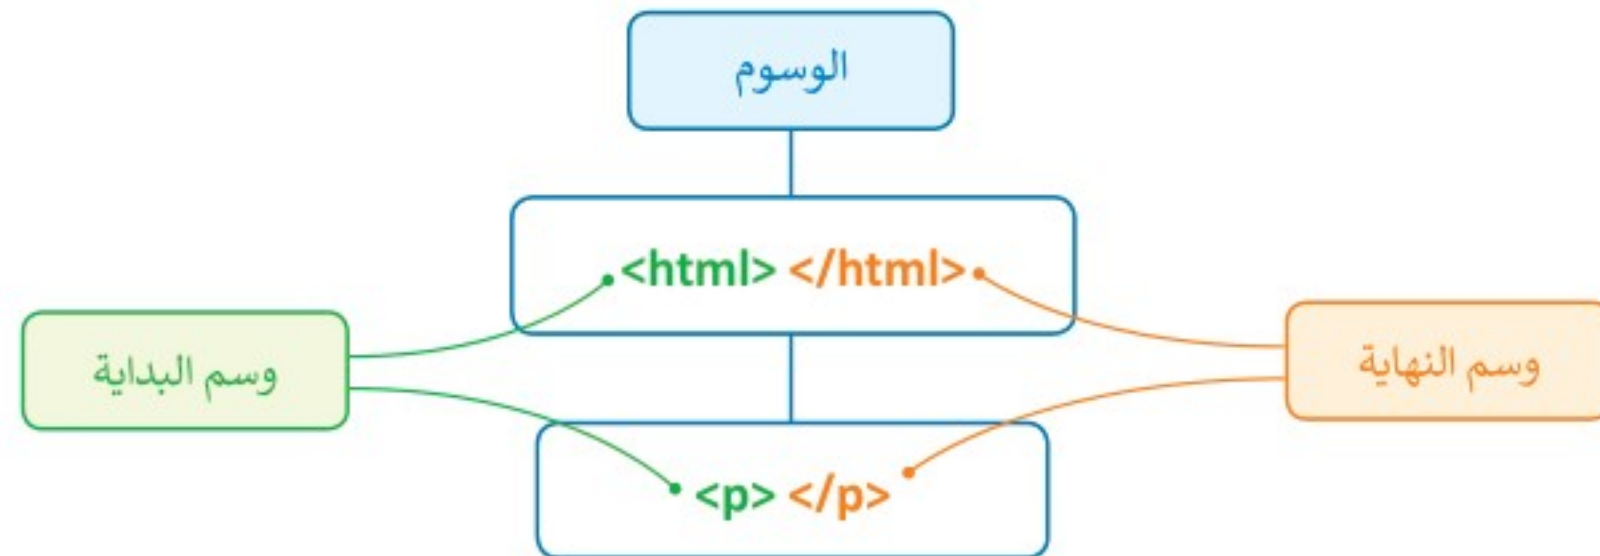 الوسوم
<html> </html>
وسم البداية
وسم النهاية
<p> </p>